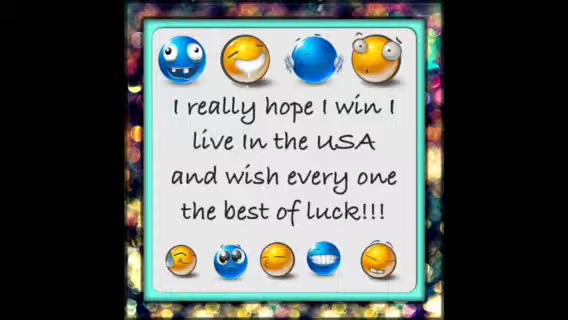 I really hope I win I
live In the USA
and wish every one
the best of luck!!!